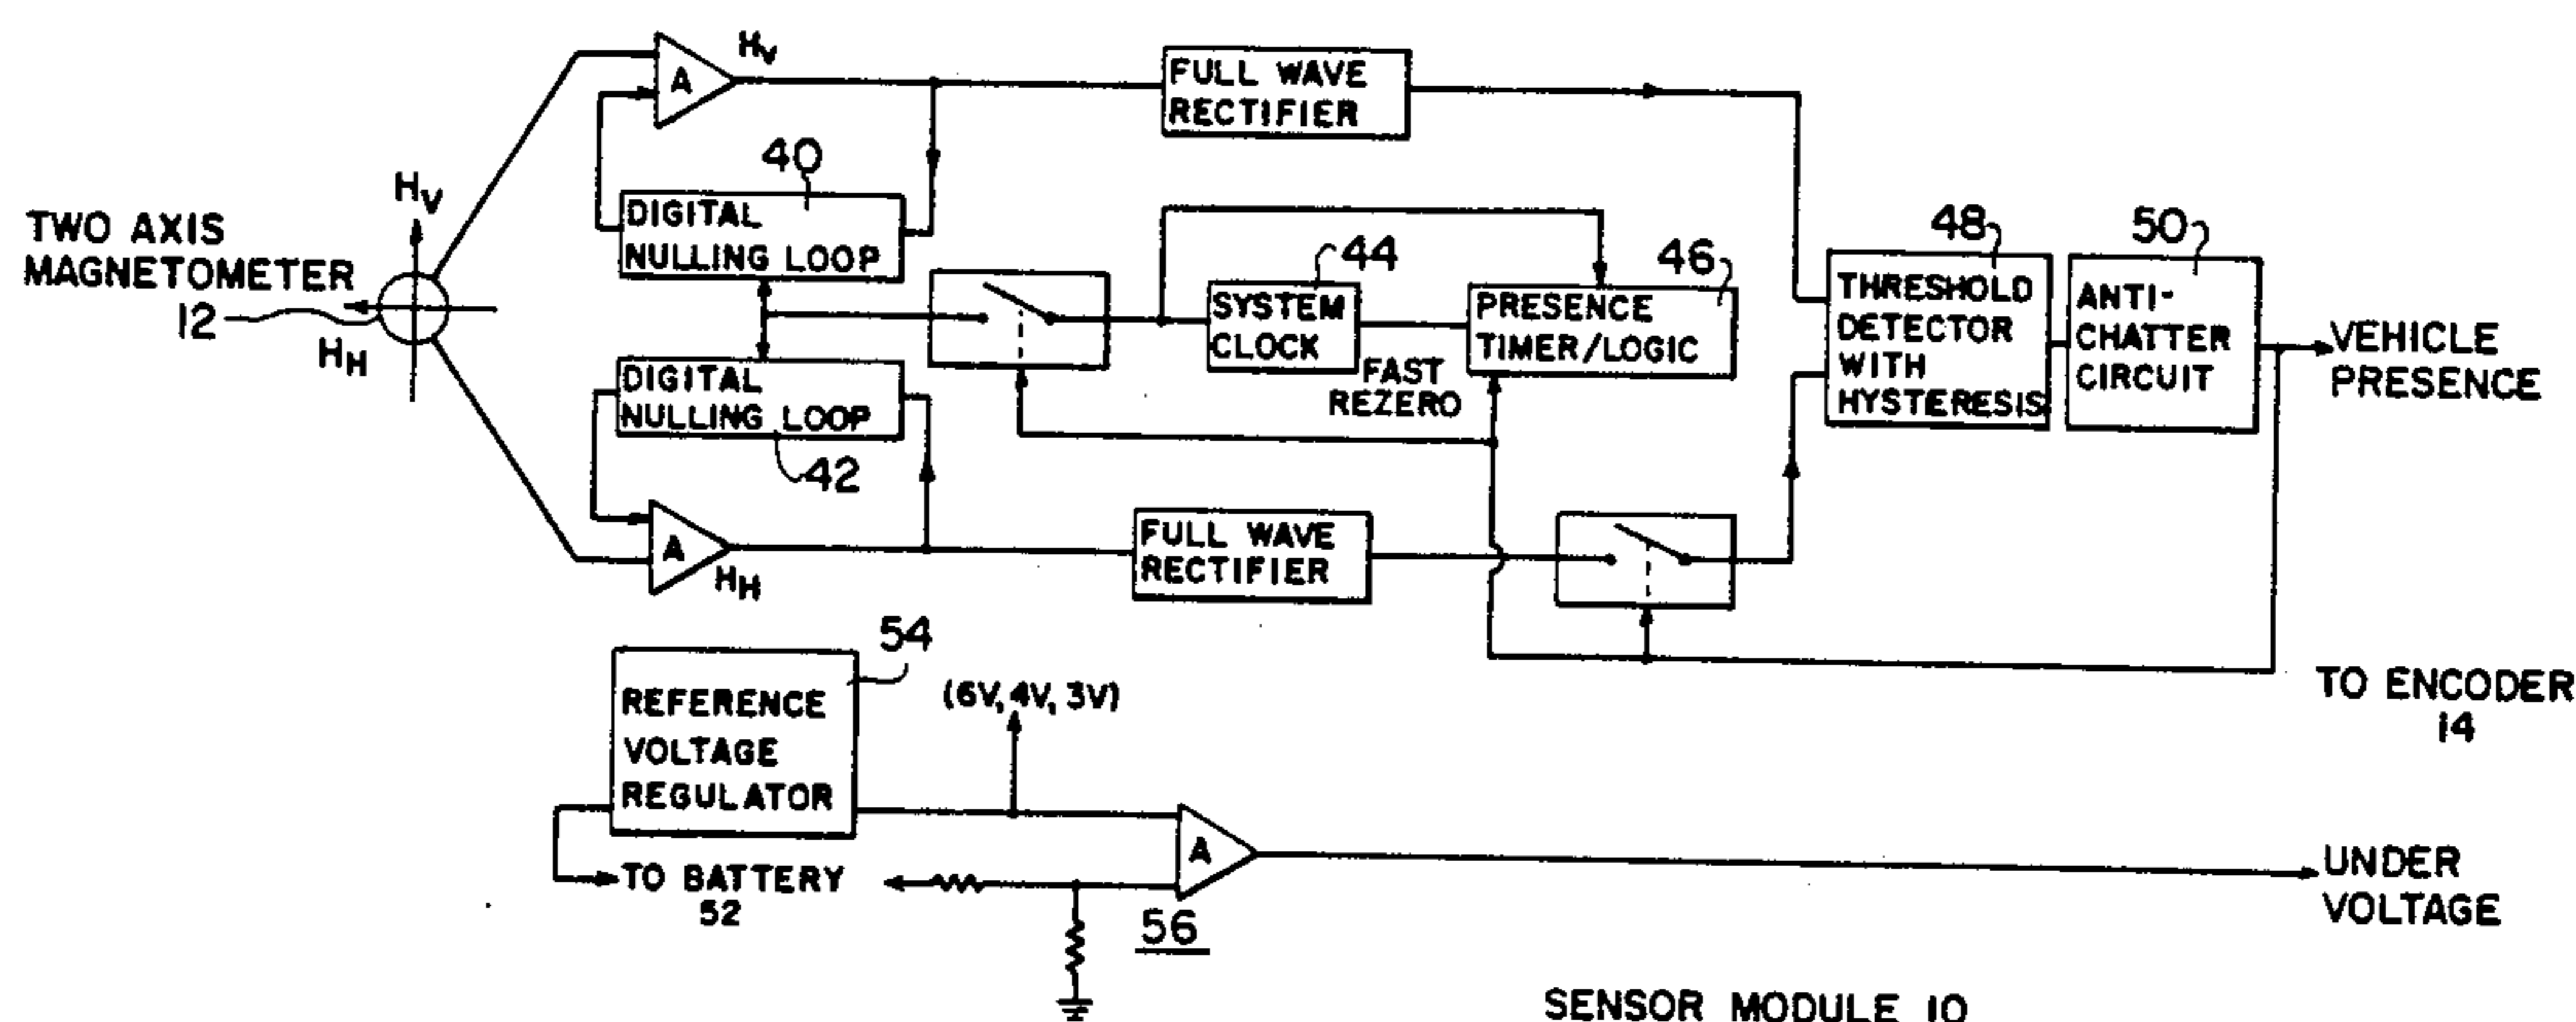 HV
A
FULL WAVE
RECTIFIER
40
HV
TWO AXIS
MAGNETOMETER
12
HH
DIGITAL
NULLING LOOP
44
SYSTEM
CLOCK
46
PRESENCE
TIMER/LOGIC
FAST
REZERO
48
THRESHOLD
DETECTOR
WITH
HYSTERESIS
50
ANTI-
CHATTER
CIRCUIT
VEHICLE
PRESENCE
DIGITAL
NULLING LOOP
42
A
HH
FULL WAVE
RECTIFIER
54
REFERENCE
VOLTAGE
REGULATOR
(6V, 4V, 3V)
TO ENCODER
14
TO BATTERY
52
A
56
UNDER
VOLTAGE
SENSOR MODULE 10